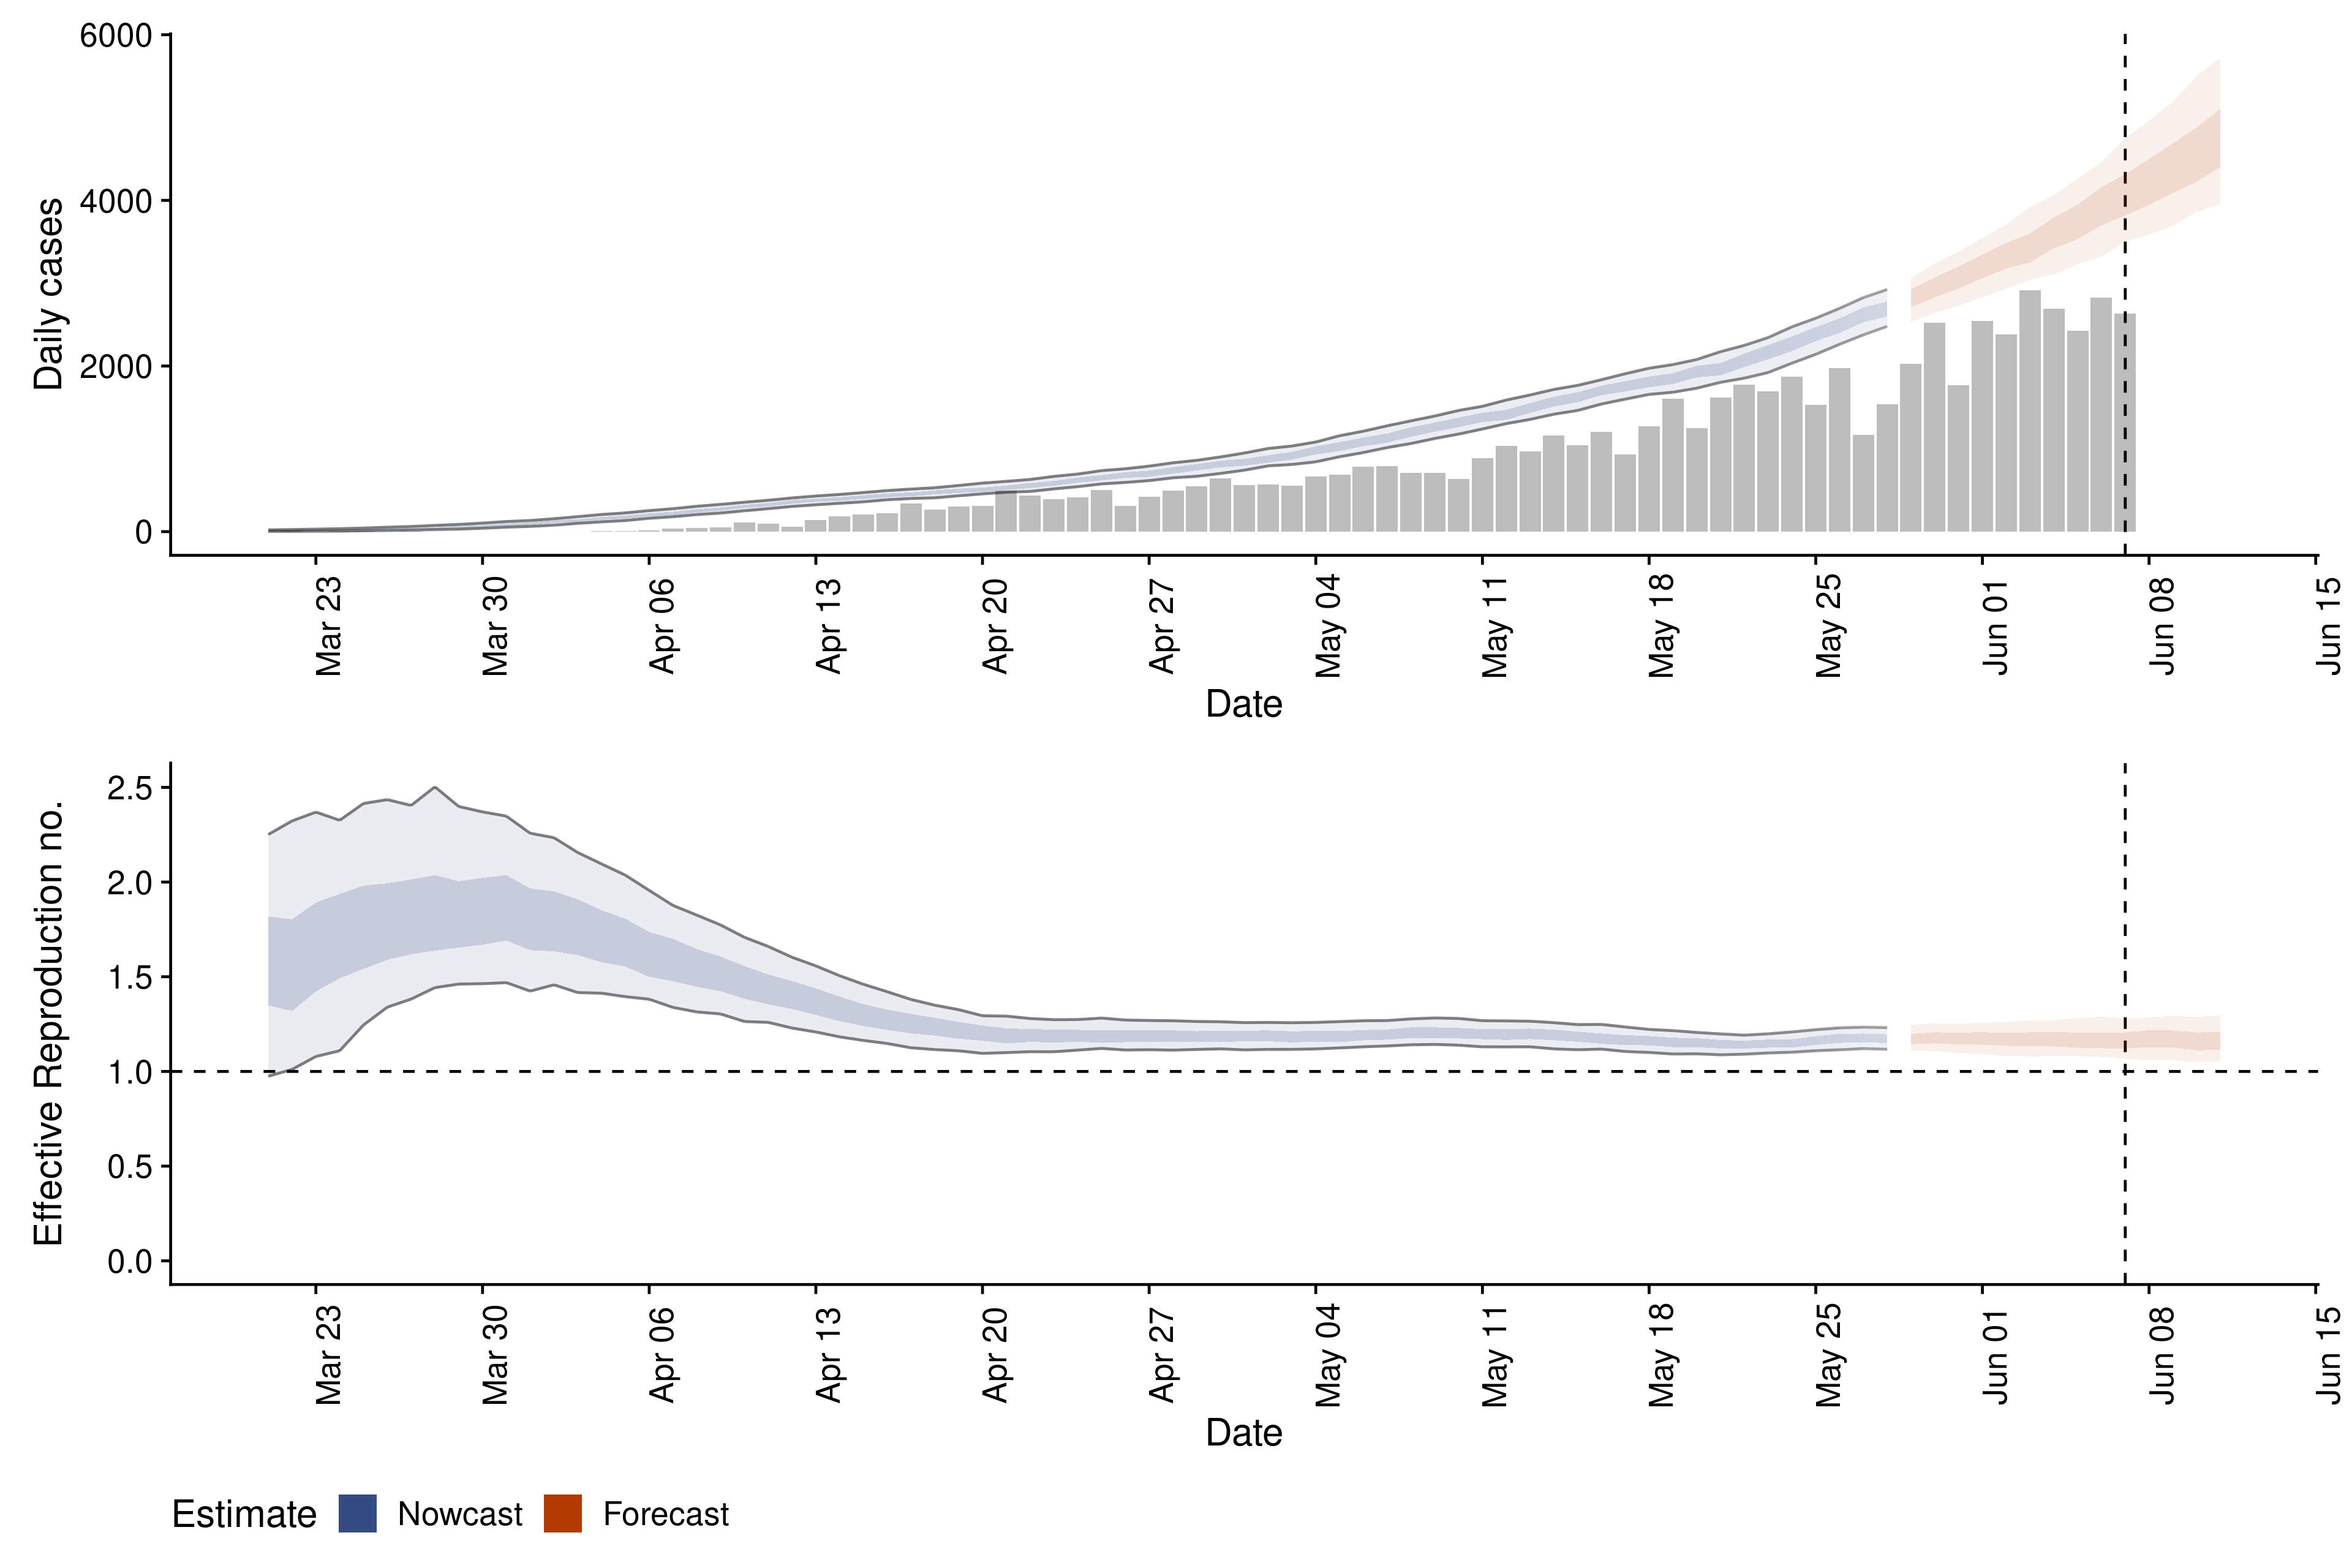 6000
4000
2000
0
Daily cases
Mar 23
Mar 30
Apr 06
Apr 13
Apr 20
Apr 27
May 04
May 11
May 18
May 25
Jun 01
Jun 08
Jun 15
Date
2.5
2.0
1.5
1.0
0.5
0.0
Effective Reproduction no.
Mar 23
Mar 30
Apr 06
Apr 13
Apr 20
Apr 27
May 04
May 11
May 18
May 25
Jun 01
Jun 08
Jun 15
Date
Estimate Nowcast Forecast